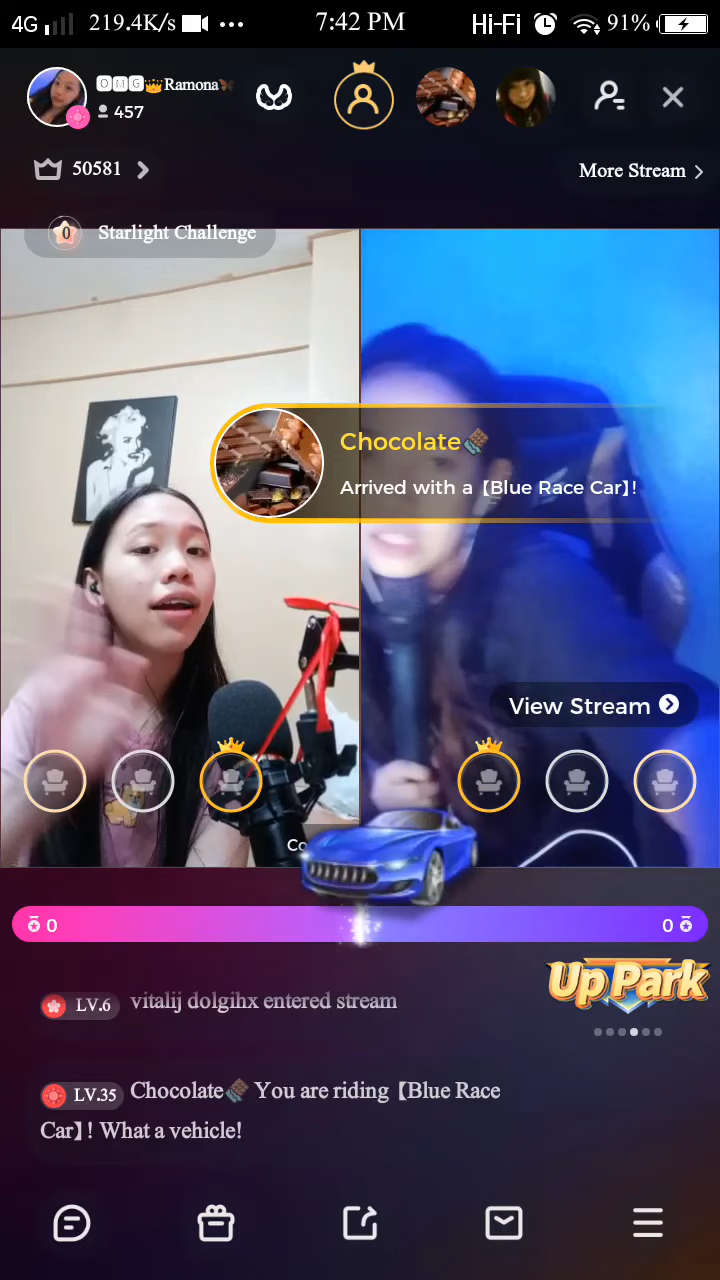 4G 219.4K/s ... 7:42 PM Hi-Fi 91%
🅾🅼🅶👑Ramona🦋
457
50581
More Stream
0 Starlight Challenge
Chocolate🍫
Arrived with a【Blue Race Car】!
View Stream
0 0
Up Park
LV.6 vitalij dolgihx entered stream
LV.35 Chocolate🍫 You are riding【Blue Race
Car】! What a vehicle!